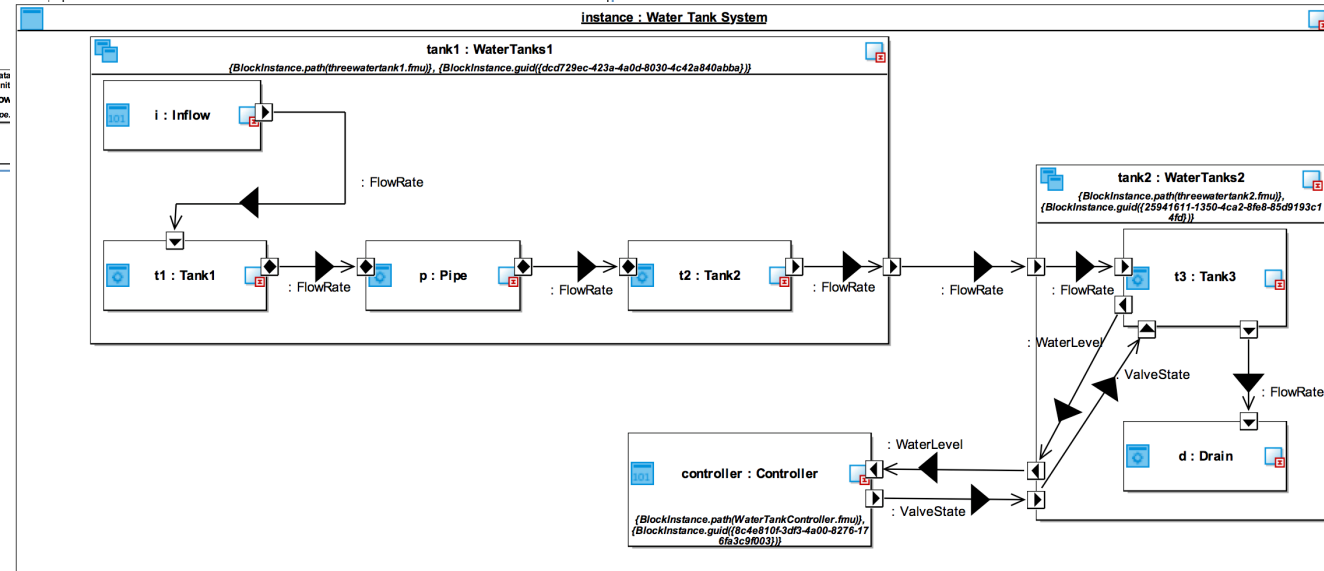 instance : Water Tank System
tank1 : WaterTanks1
{BlockInstance.path(threewatertank1.fmu)}, {BlockInstance.guid({dcd729ec-423a-4a0d-8030-4c42a840abba})}
101
i : Inflow
: FlowRate
t1 : Tank1
: FlowRate
p : Pipe
: FlowRate
t2 : Tank2
: FlowRate
: FlowRate
tank2 : WaterTanks2
{BlockInstance.path(threewatertank2.fmu)},
{BlockInstance.guid({25941611-1350-4ca2-8fe8-85d9193c1
4fd})}
: FlowRate
t3 : Tank3
: WaterLevel
: ValveState
: FlowRate
d : Drain
: WaterLevel
: ValveState
101
controller : Controller
{BlockInstance.path(WaterTankController.fmu)},
{BlockInstance.guid({8c4e810f-3df3-4a00-8276-17
6fa3c9f003})}